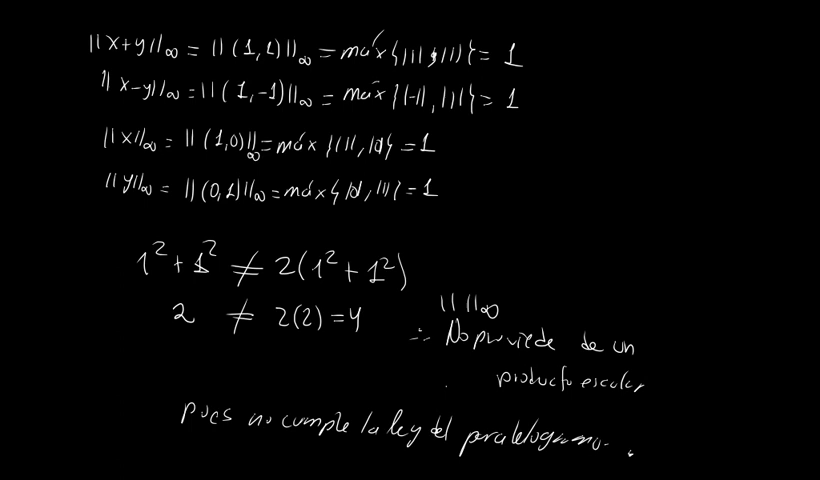 ||x+y||∞ = ||(1,1)||∞ = máx{|1|,|1|} = 1
||x-y||∞ = ||(1,-1)||∞ = máx{|-1|,|1|} = 1
||x||∞ = ||(1,0)||∞ = máx{|1|,|0|} = 1
||y||∞ = ||(0,1)||∞ = máx{|0|,|1|} = 1
1² + 1² ≠ 2(1² + 1²)
2 ≠ 2(2) = 4
|| ||∞
∴ No proviede de un
producto escalar
pues no cumple la ley del paralelogramo.